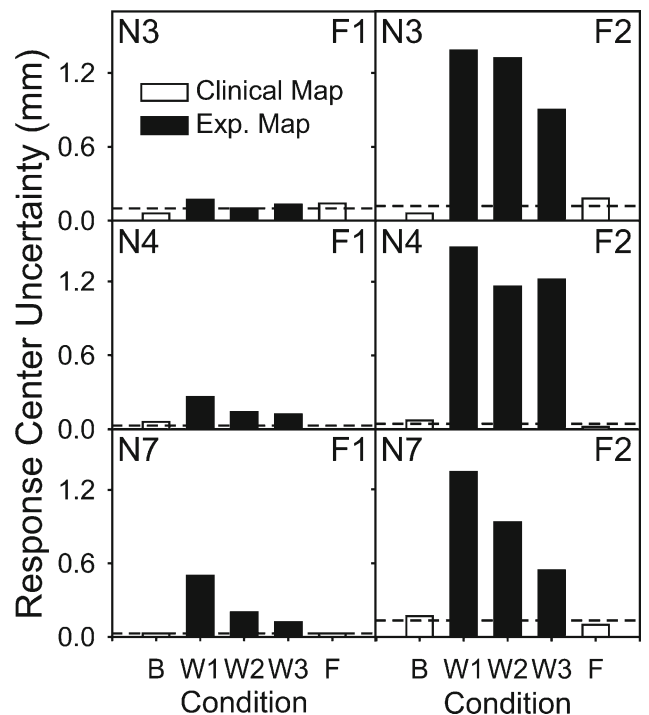 Response Center Uncertainty (mm)
N3 F1
1.2
0.6
0.0
Clinical Map
Exp. Map
N3 F2
N4 F1
1.2
0.6
0.0
N4 F2
N7 F1
1.2
0.6
0.0
N7 F2
B W1 W2 W3 F
Condition
B W1 W2 W3 F
Condition